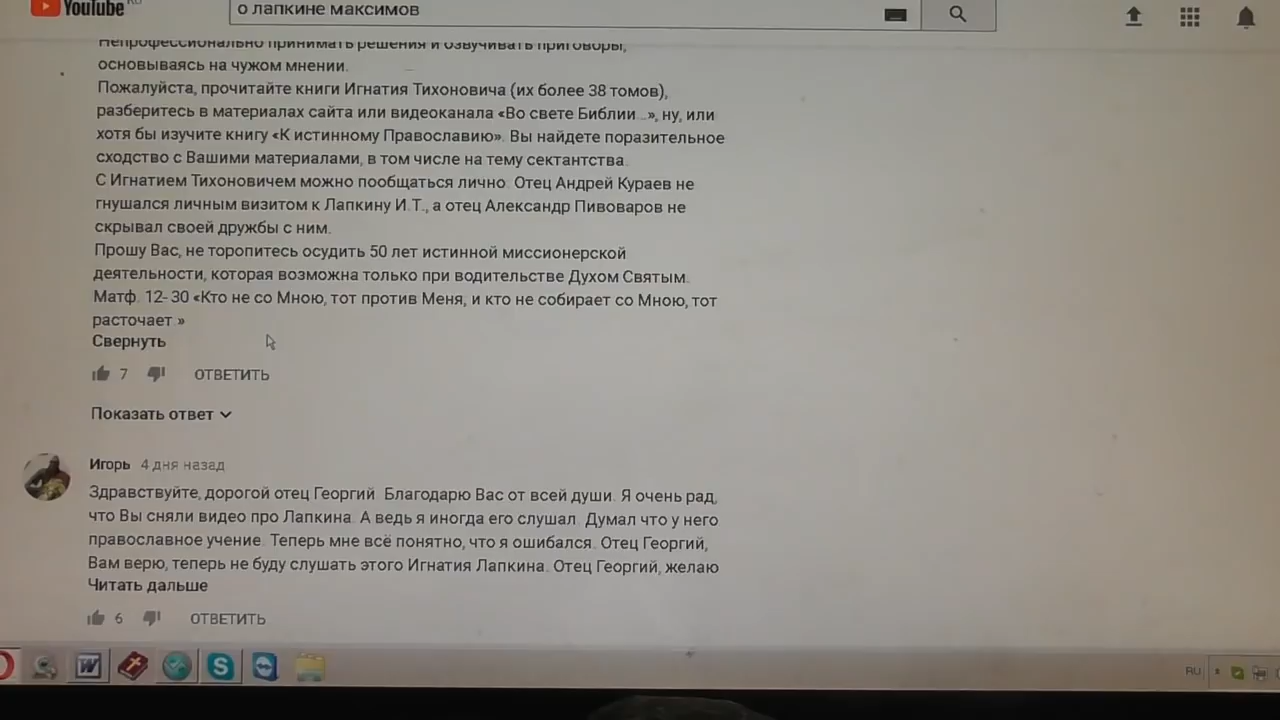 YouTube RU
о лапкине максимов
Непрофессионально принимать решения и озвучивать приговоры,
основываясь на чужом мнении.
Пожалуйста, прочитайте книги Игнатия Тихоновича (их более 38 томов),
разберитесь в материалах сайта или видеоканала «Во свете Библии...», ну, или
хотя бы изучите книгу «К истинному Православию». Вы найдете поразительное
сходство с Вашими материалами, в том числе на тему сектантства.
С Игнатием Тихоновичем можно пообщаться лично. Отец Андрей Кураев не
гнушался личным визитом к Лапкину И.Т., а отец Александр Пивоваров не
скрывал своей дружбы с ним.
Прошу Вас, не торопитесь осудить 50 лет истинной миссионерской
деятельности, которая возможна только при водительстве Духом Святым.
Матф. 12- 30 «Кто не со Мною, тот против Меня, и кто не собирает со Мною, тот
расточает.»
Свернуть
7 ОТВЕТИТЬ
Показать ответ
Игорь 4 дня назад
Здравствуйте, дорогой отец Георгий. Благодарю Вас от всей души. Я очень рад,
что Вы сняли видео про Лапкина. А ведь я иногда его слушал. Думал что у него
православное учение. Теперь мне всё понятно, что я ошибался. Отец Георгий,
Вам верю, теперь не буду слушать этого Игнатия Лапкина. Отец Георгий, желаю
Читать дальше
6 ОТВЕТИТЬ
RU